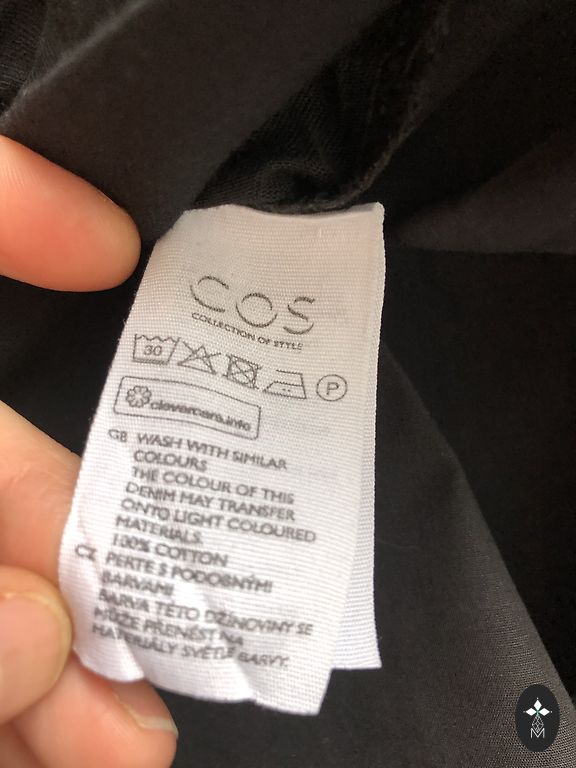 COS
COLLECTION OF STYLE
30
P
clevercare.info
GB WASH WITH SIMILAR
COLOURS
THE COLOUR OF THIS
DENIM MAY TRANSFER
ONTO LIGHT COLOURED
MATERIALS.
100% COTTON
CZ PERTE S PODOBNÝMI
BARVAMI
BARVA TÉTO DŽÍNOVINY SE
MŮŽE PŘENÉST NA
MATERIÁLY SVĚTLÉ BARVY.
M